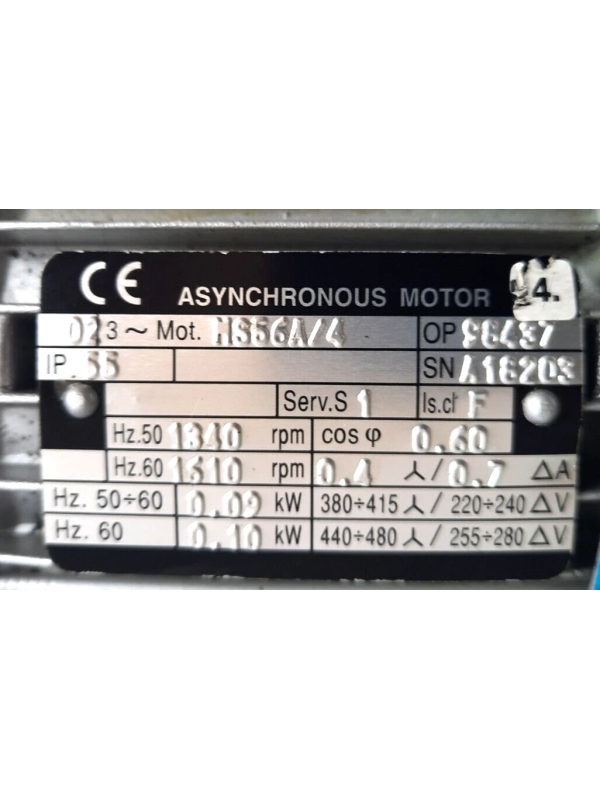 CE ASYNCHRONOUS MOTOR 4.
023~Mot. HS56A/4 OP 98437
IP.55 SN A18203
Serv.S 1 Is.cl F
Hz.50 1340 rpm cos φ 0.60
Hz.60 1610 rpm 0.4 人/0.7 △A
Hz. 50÷60 0.09 kW 380÷415 人/220÷240 △V
Hz. 60 0.10 kW 440÷480 人/255÷280 △V